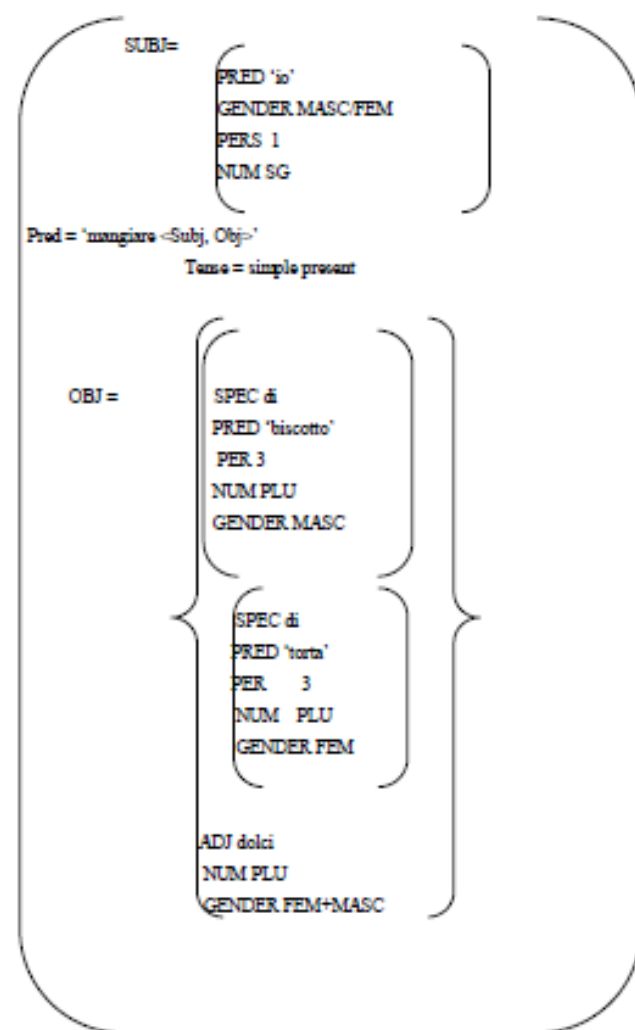 SUBJ=
PRED ‘io’
GENDER MASC/FEM
PERS 1
NUM SG
Pred = ‘mangiare <Subj, Obj>’
Tense = simple present
OBJ = SPEC di
PRED ‘biscotto’
PER 3
NUM PLU
GENDER MASC
SPEC di
PRED ‘torta’
PER 3
NUM PLU
GENDER FEM
ADJ dolci
NUM PLU
GENDER FEM+MASC